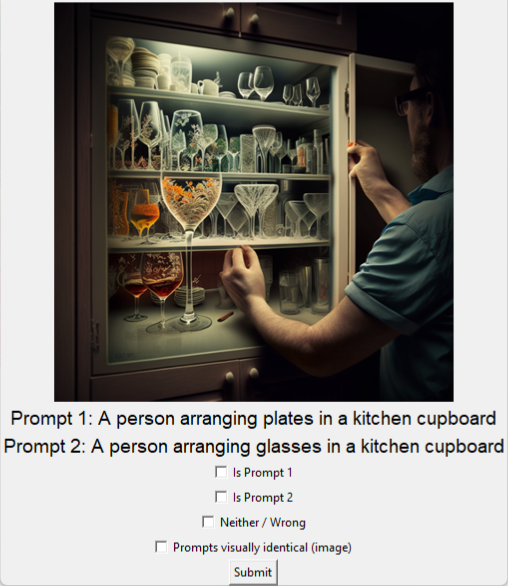 Prompt 1: A person arranging plates in a kitchen cupboard
Prompt 2: A person arranging glasses in a kitchen cupboard
Is Prompt 1
Is Prompt 2
Neither / Wrong
Prompts visually identical (image)
Submit